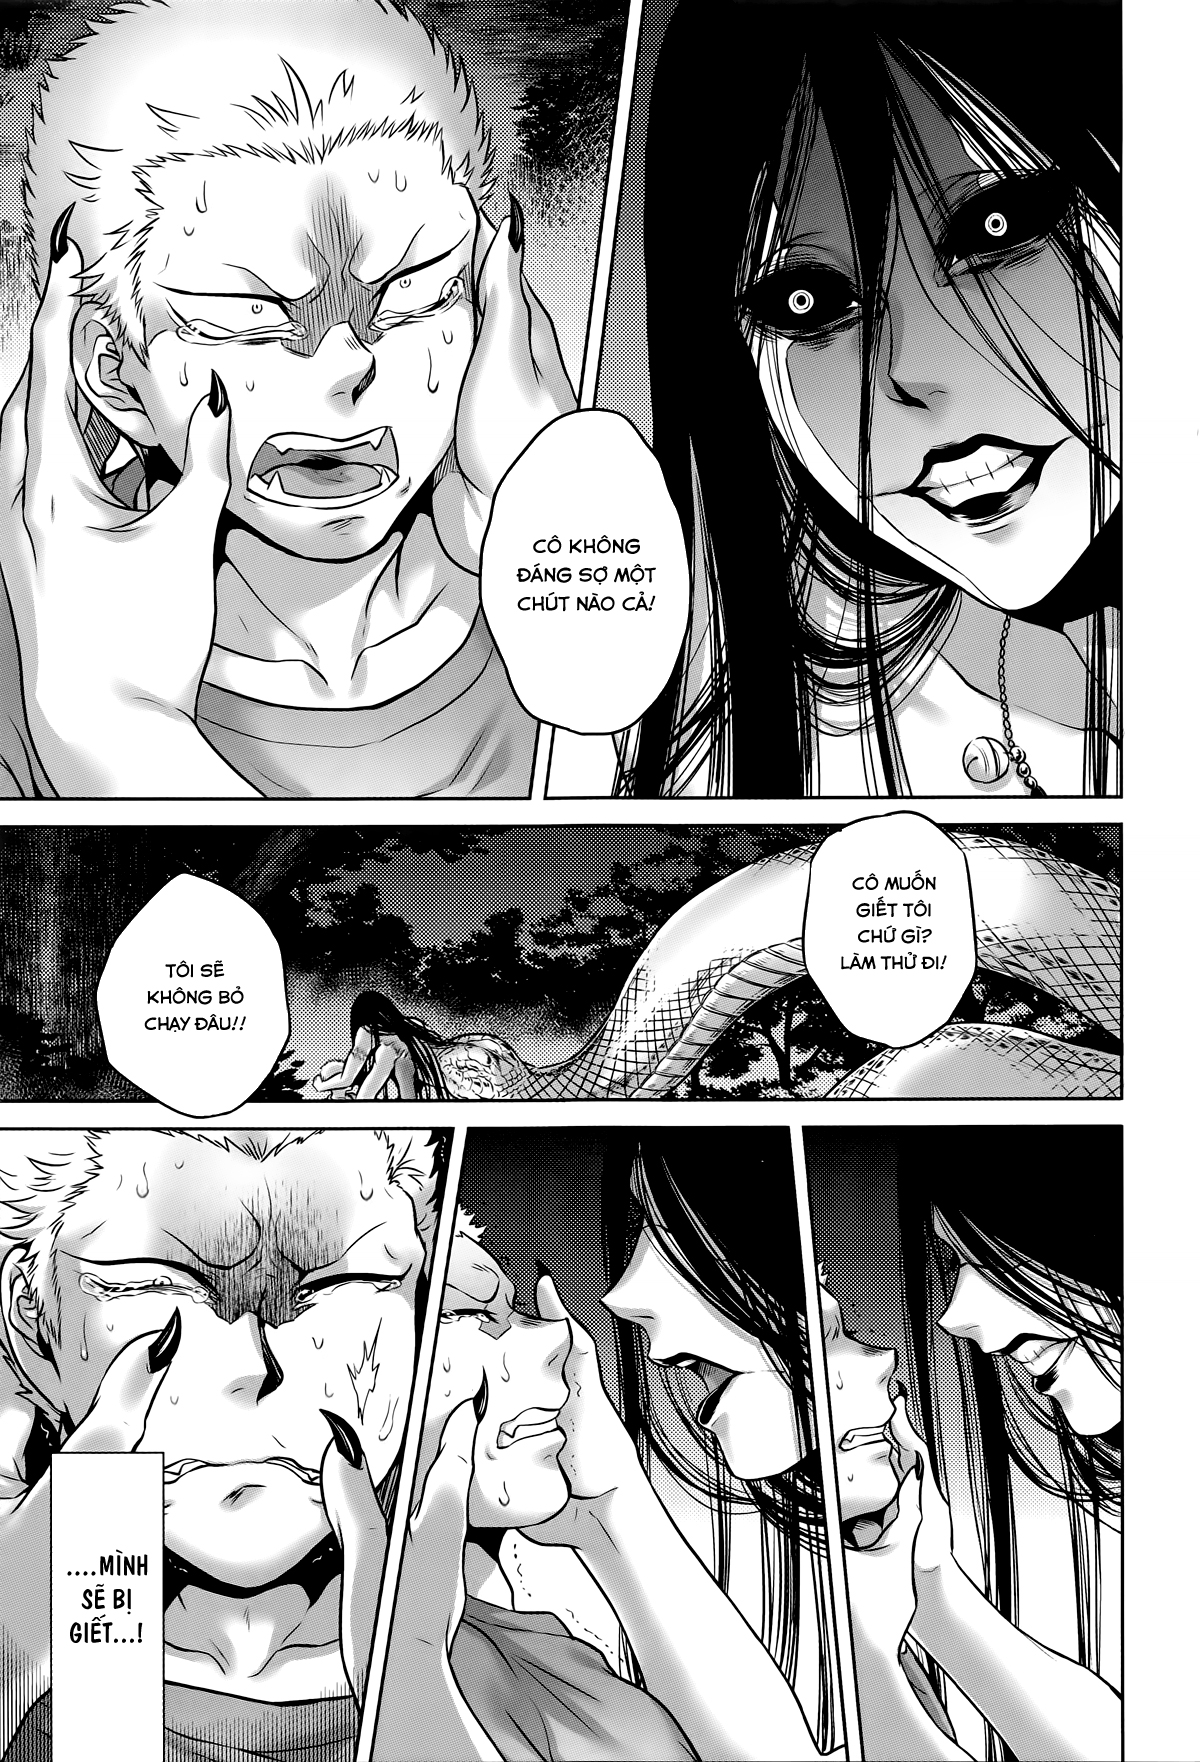 CÔ KHÔNG
ĐÁNG SỢ MỘT
CHÚT NÀO CẢ!
CÔ MUỐN
GIẾT TÔI
CHỨ GÌ?
LÀM THỬ ĐI!
TÔI SẼ
KHÔNG BỎ
CHẠY ĐÂU!!
....MÌNH
SẼ BỊ
GIẾT...!